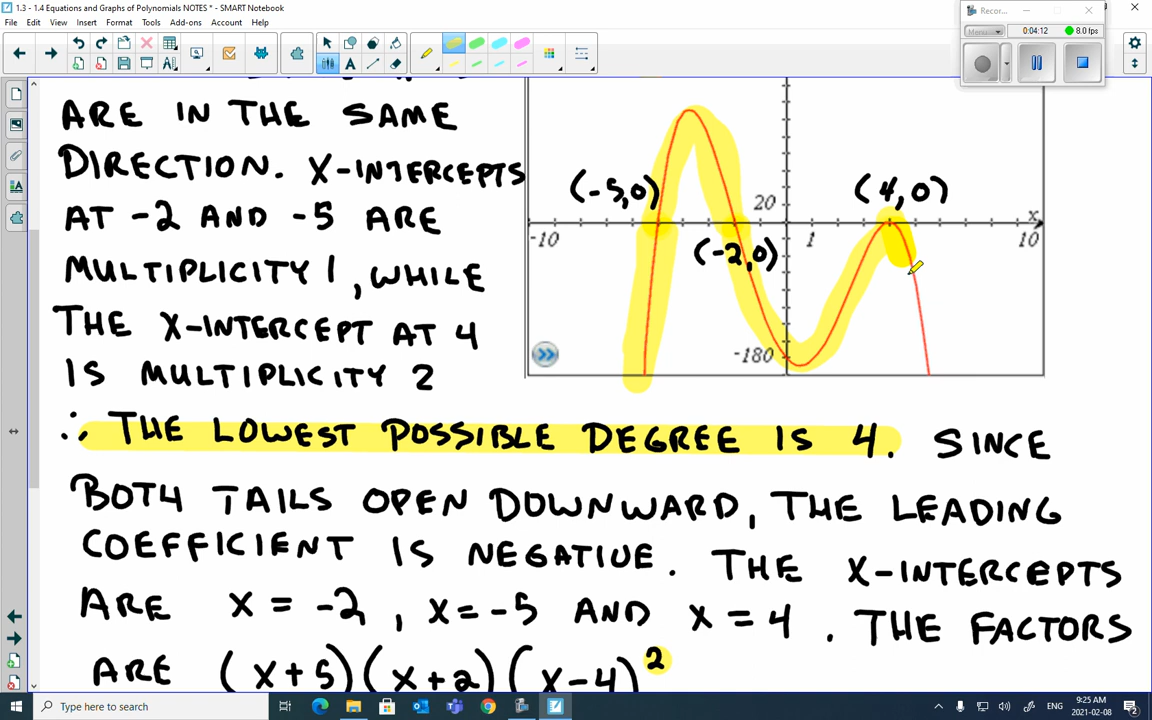 1.3 - 1.4 Equations and Graphs of Polynomials NOTES * - SMART Notebook
Recor...
File Edit View Insert Format Tools Add-ons Account Help
Menu
0:04:12 8.0 fps
ARE IN THE SAME
DIRECTION. X-INTERCEPTS
AT -2 AND -5 ARE
MULTIPLICITY 1, WHILE
THE X-INTERCEPT AT 4
IS MULTIPLICITY 2
(-5,0)
(4,0)
20
x
-10
1
10
(-2,0)
-180
∴ THE LOWEST POSSIBLE DEGREE IS 4. SINCE
BOTH TAILS OPEN DOWNWARD, THE LEADING
COEFFICIENT IS NEGATIVE. THE X-INTERCEPTS
ARE x = -2, x = -5 AND x = 4. THE FACTORS
ARE (x+5)(x+2)(x-4)²
Type here to search
ENG
9:25 AM
2021-02-08
2